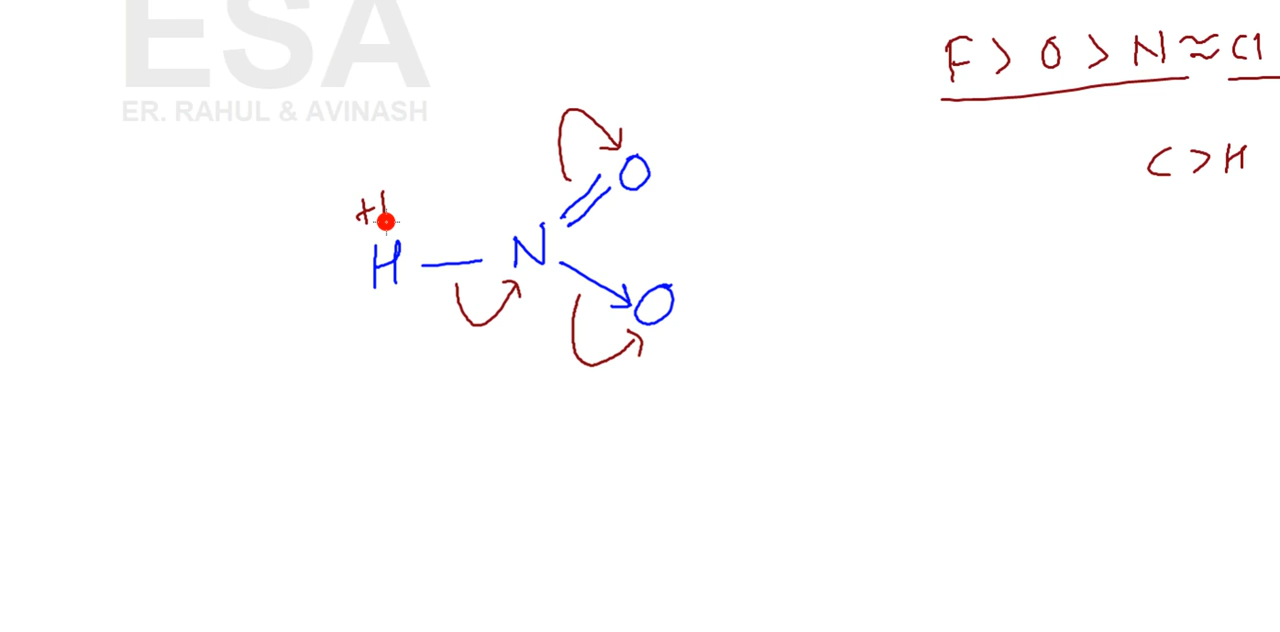 ESA
ER. RAHUL & AVINASH
F > O > N ≈ Cl
C > H
+1
O
H — N
O